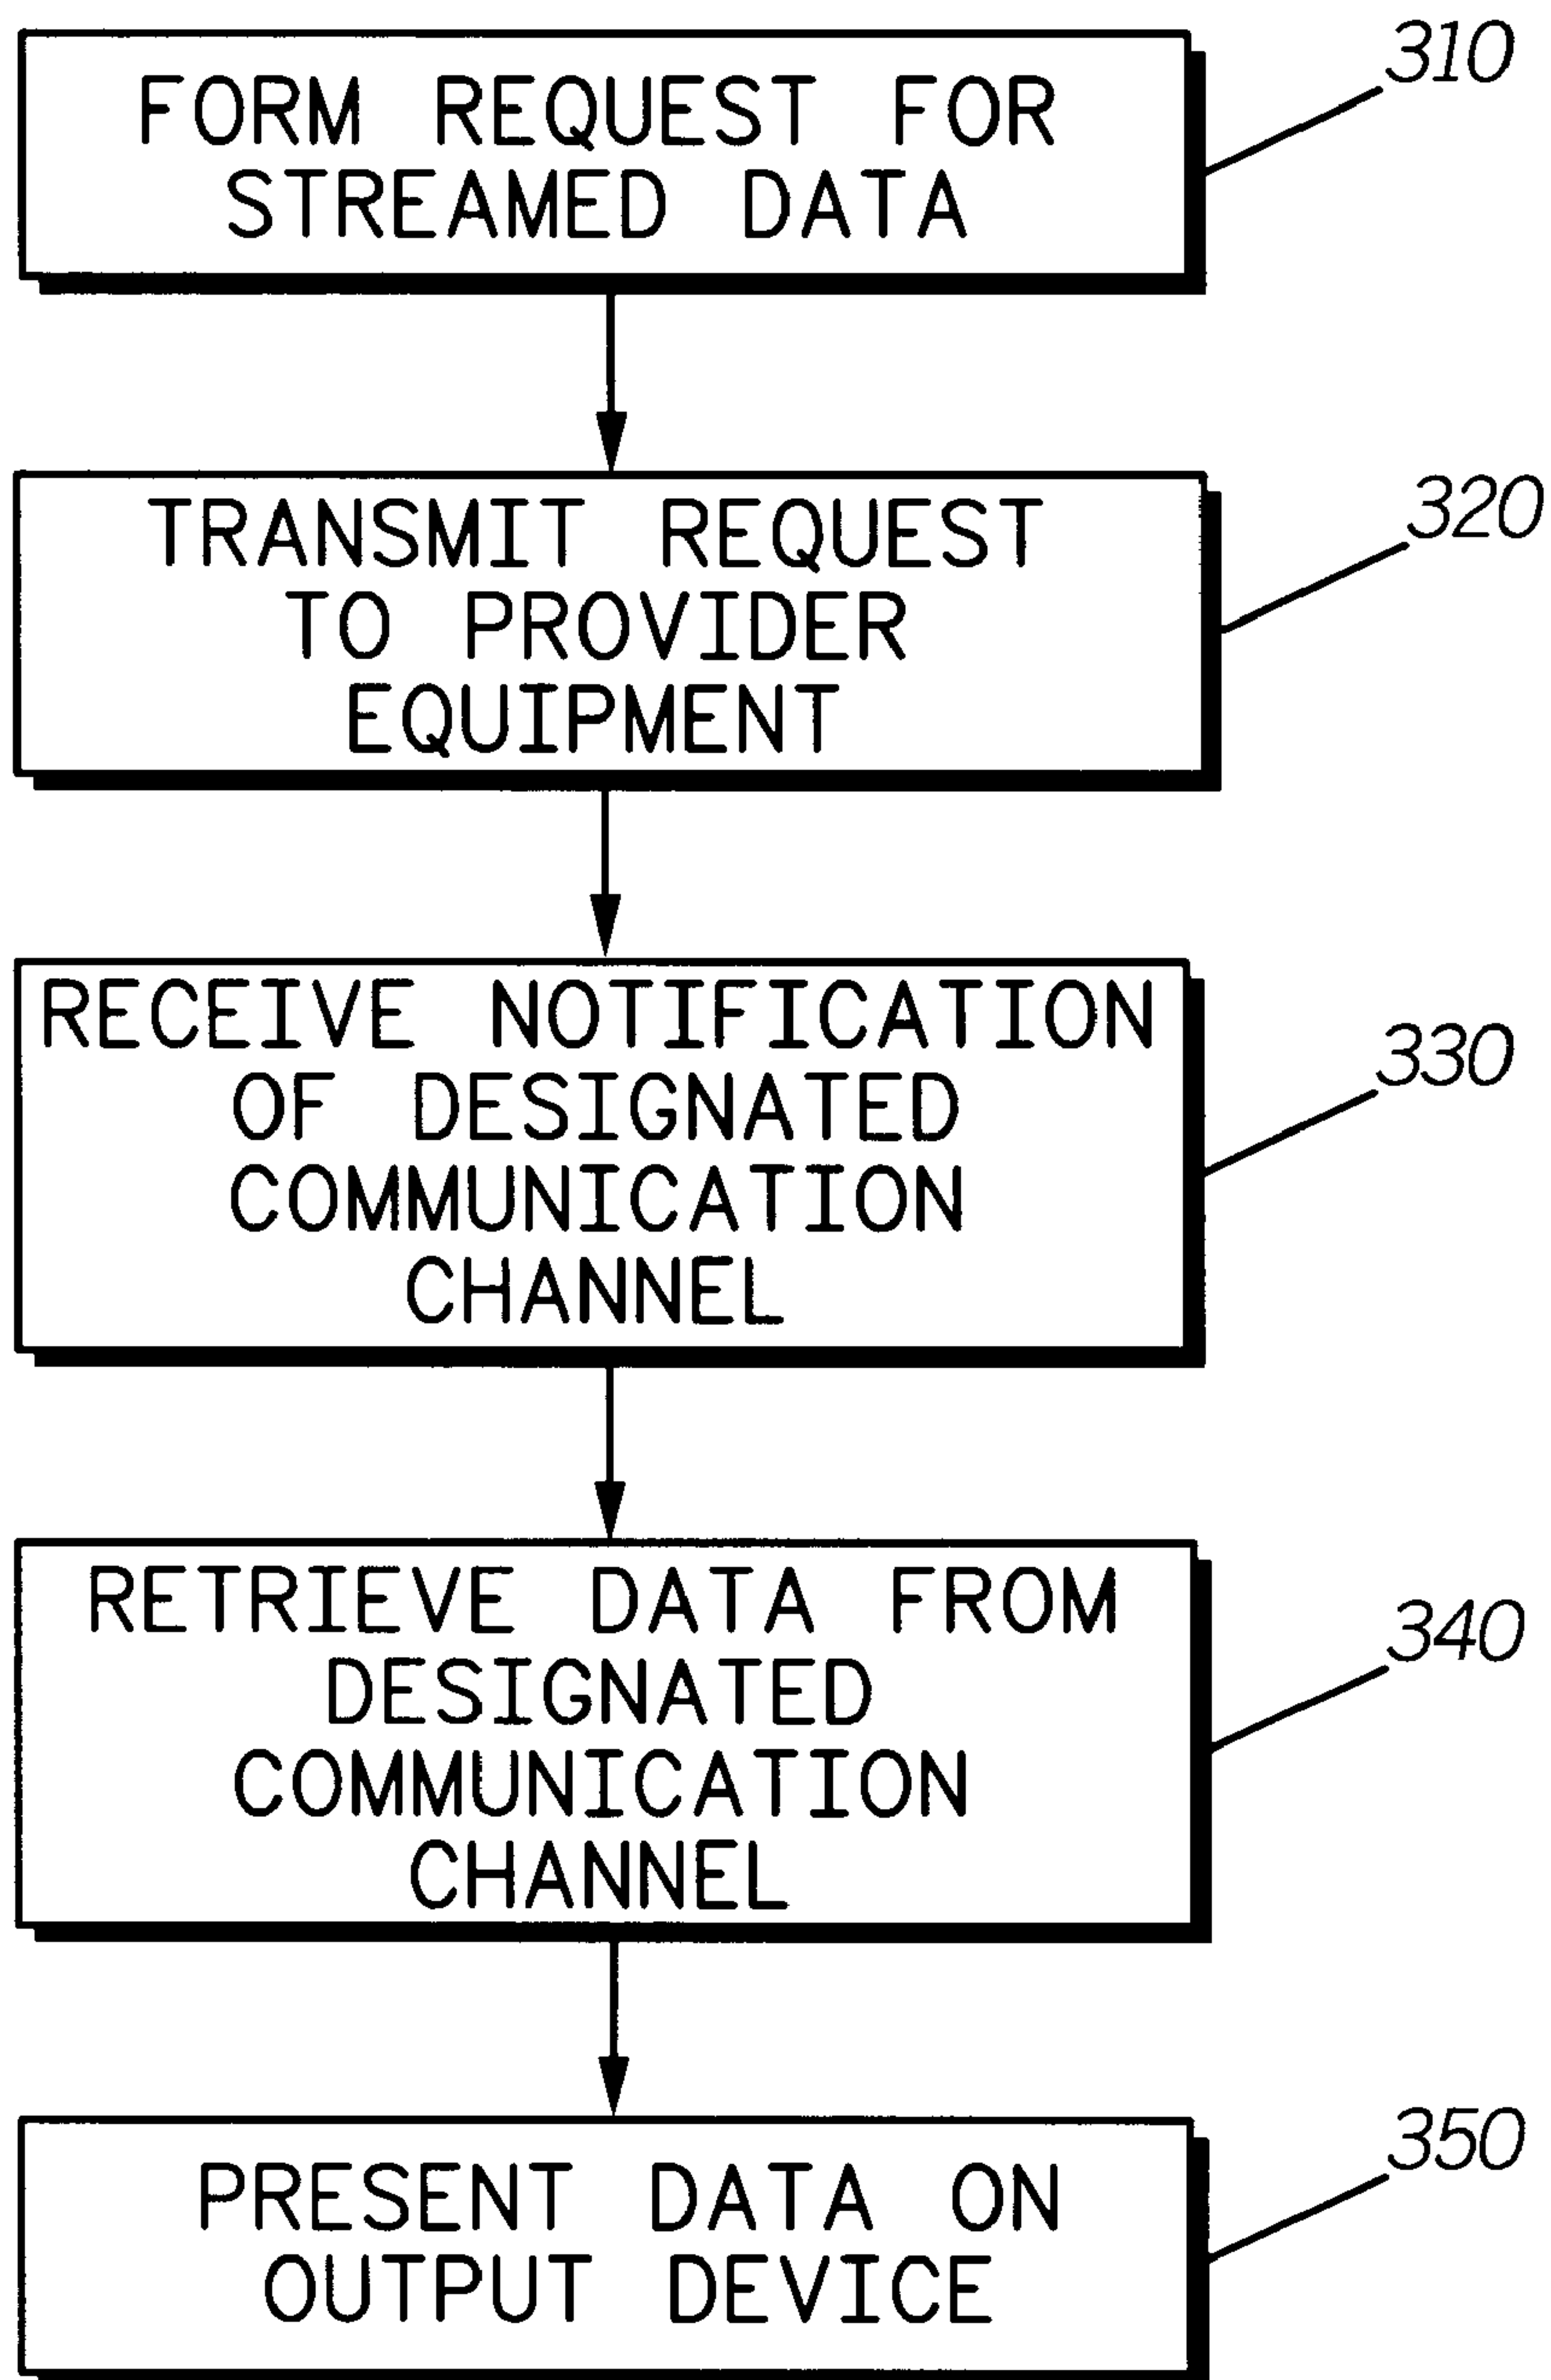 310
FORM REQUEST FOR
STREAMED DATA
320
TRANSMIT REQUEST
TO PROVIDER
EQUIPMENT
330
RECEIVE NOTIFICATION
OF DESIGNATED
COMMUNICATION
CHANNEL
340
RETRIEVE DATA FROM
DESIGNATED
COMMUNICATION
CHANNEL
350
PRESENT DATA ON
OUTPUT DEVICE